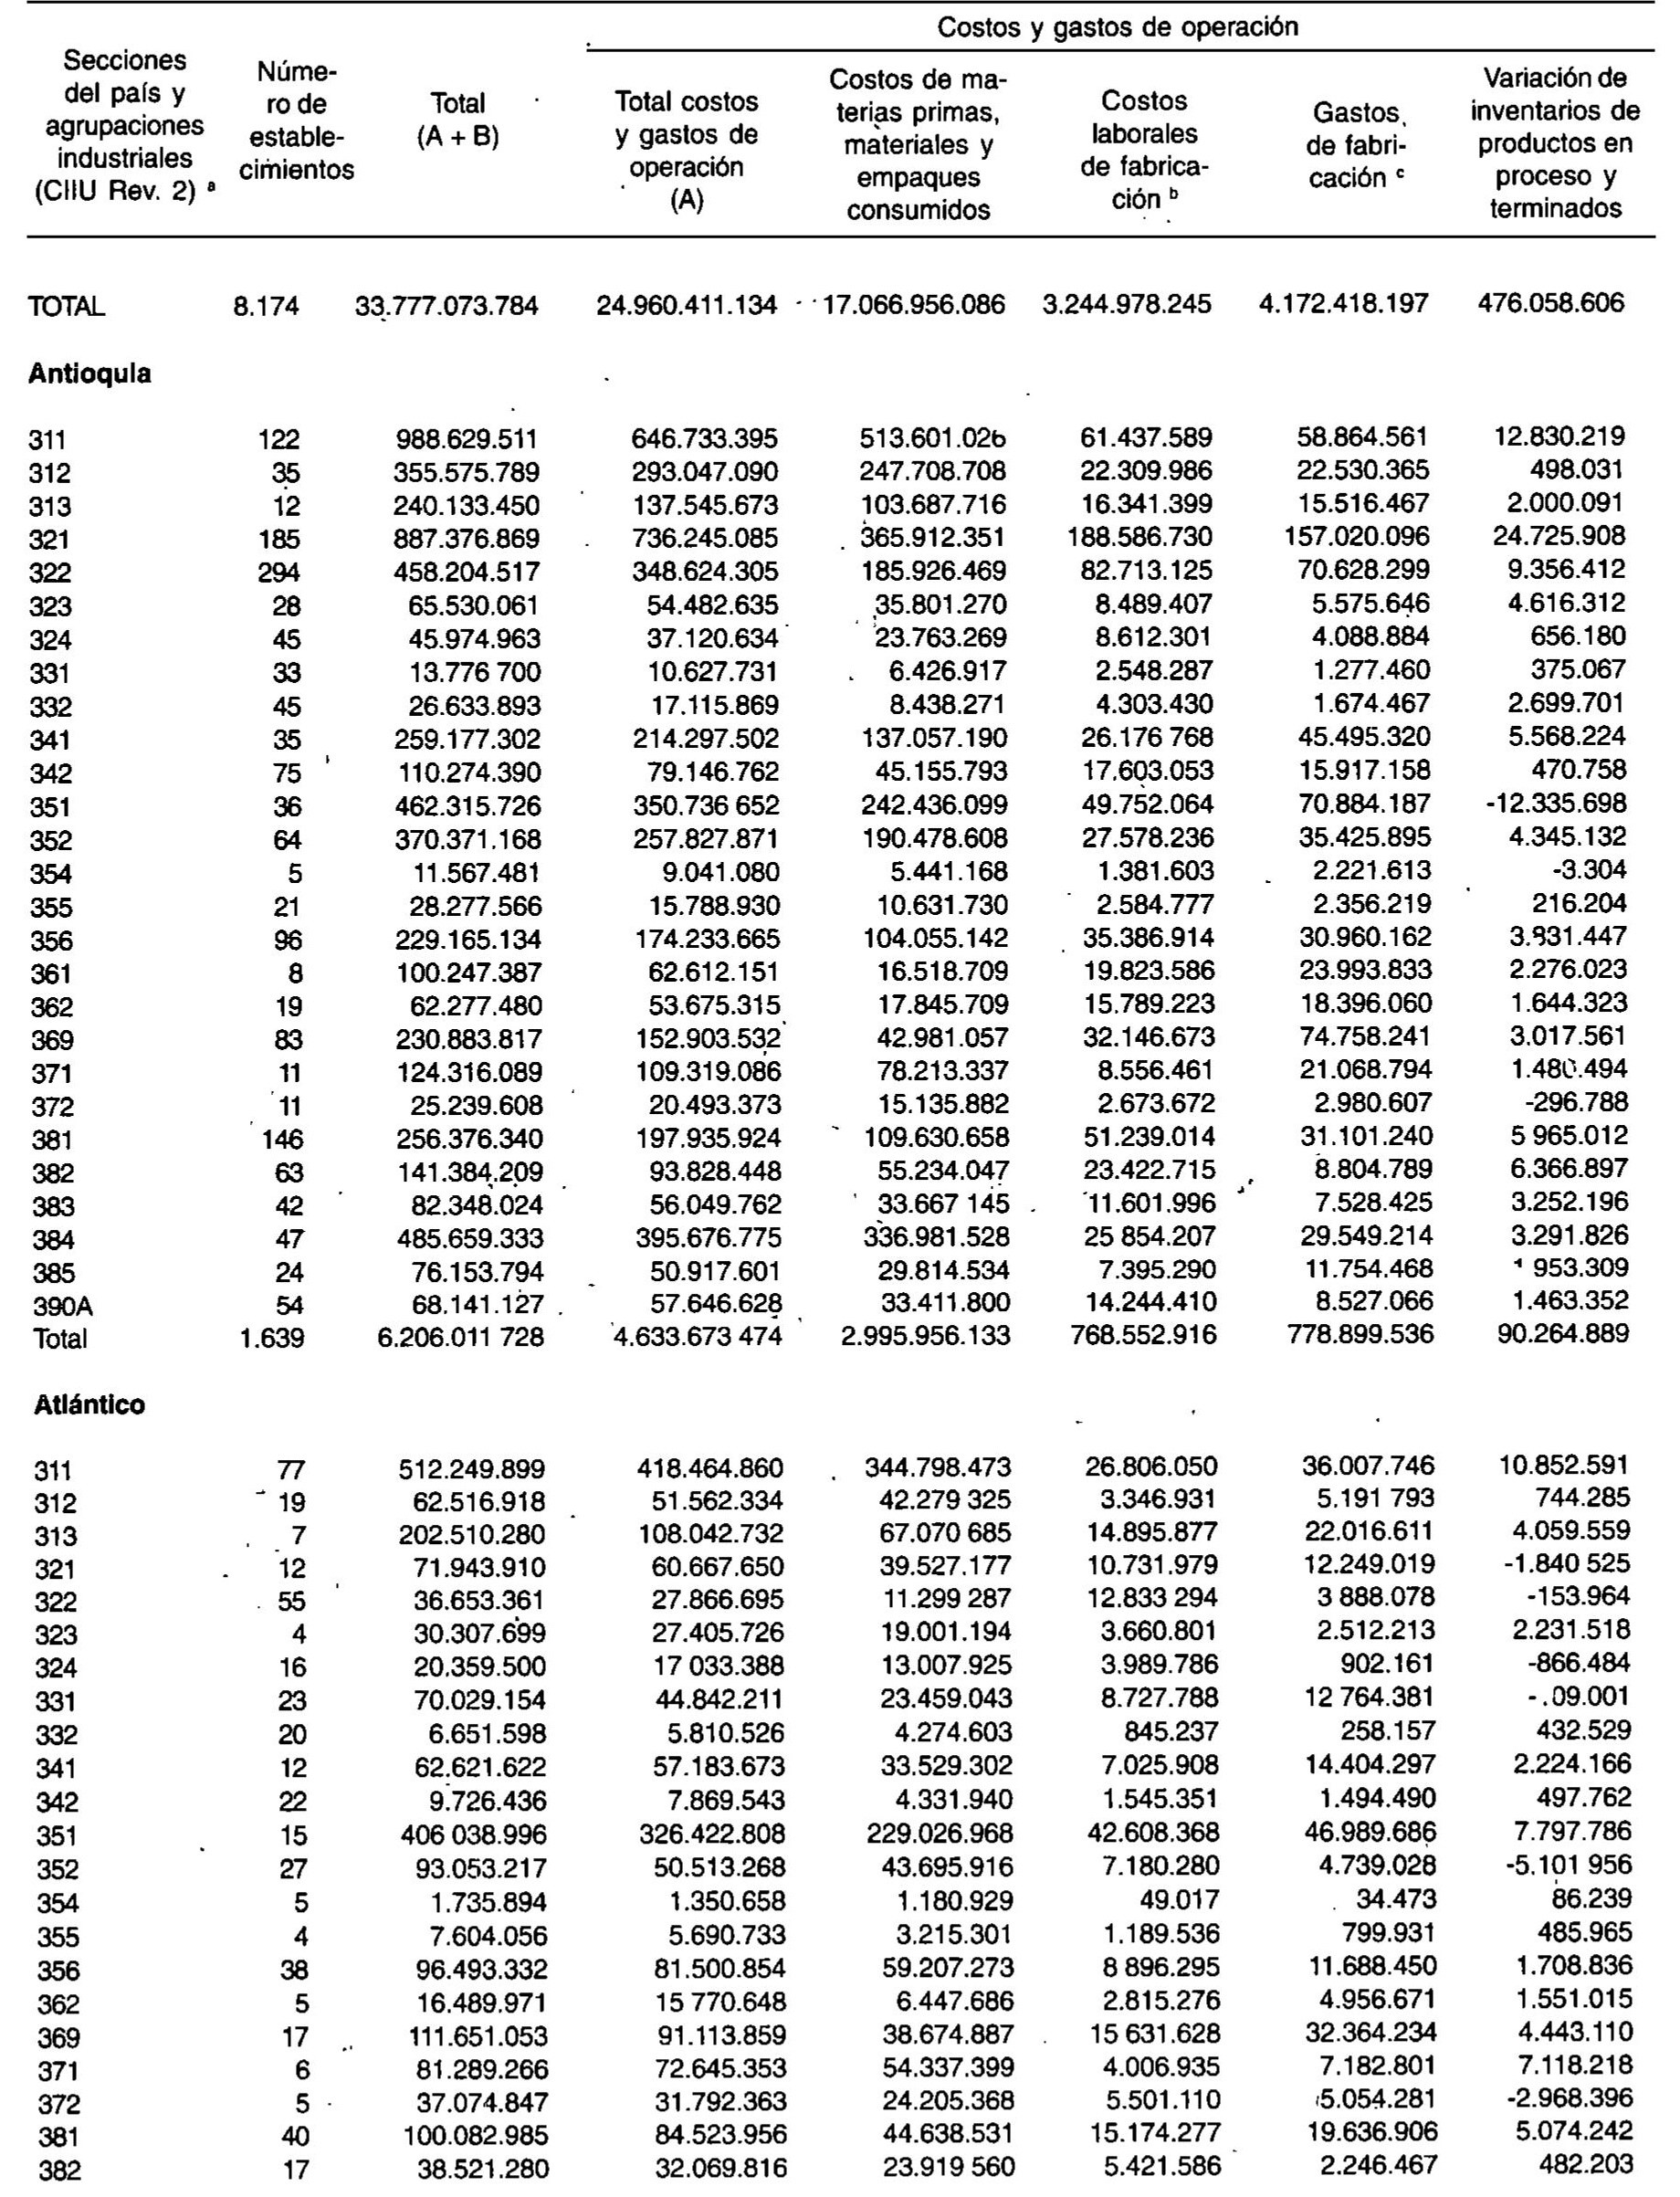 Costos y gastos de operación
Secciones del país y agrupaciones industriales (CIIU Rev. 2) a
Núme-ro de estable-cimientos
Total (A + B)
Total costos y gastos de operación (A)
Costos de ma-terias primas, materiales y empaques consumidos
Costos laborales de fabrica-ción b
Gastos de fabri-cación c
Variación de inventarios de productos en proceso y terminados
TOTAL 8.174 33.777.073.784 24.960.411.134 17.066.956.086 3.244.978.245 4.172.418.197 476.058.606
Antioquia
311 122 988.629.511 646.733.395 513.601.026 61.437.589 58.864.561 12.830.219
312 35 355.575.789 293.047.090 247.708.708 22.309.986 22.530.365 498.031
313 12 240.133.450 137.545.673 103.687.716 16.341.399 15.516.467 2.000.091
321 185 887.376.869 736.245.085 365.912.351 188.586.730 157.020.096 24.725.908
322 294 458.204.517 348.624.305 185.926.469 82.713.125 70.628.299 9.356.412
323 28 65.530.061 54.482.635 35.801.270 8.489.407 5.575.646 4.616.312
324 45 45.974.963 37.120.634 23.763.269 8.612.301 4.088.884 656.180
331 33 13.776 700 10.627.731 6.426.917 2.548.287 1.277.460 375.067
332 45 26.633.893 17.115.869 8.438.271 4.303.430 1.674.467 2.699.701
341 35 259.177.302 214.297.502 137.057.190 26.176 768 45.495.320 5.568.224
342 75 110.274.390 79.146.762 45.155.793 17.603.053 15.917.158 470.758
351 36 462.315.726 350.736 652 242.436.099 49.752.064 70.884.187 -12.335.698
352 64 370.371.168 257.827.871 190.478.608 27.578.236 35.425.895 4.345.132
354 5 11.567.481 9.041.080 5.441.168 1.381.603 2.221.613 -3.304
355 21 28.277.566 15.788.930 10.631.730 2.584.777 2.356.219 216.204
356 96 229.165.134 174.233.665 104.055.142 35.386.914 30.960.162
361 8 100.247.387 62.612.151 16.518.709 19.823.586 23.993.833 2.276.023
362 19 62.277.480 53.675.315 17.845.709 15.789.223 18.396.060 1.644.323
369 83 230.883.817 152.903.532 42.981.057 32.146.673 74.758.241 3.017.561
371 11 124.316.089 109.319.086 78.213.337 8.556.461 21.068.794 1.480.494
372 11 25.239.608 20.493.373 15.135.882 2.673.672 2.980.607 -296.788
381 146 256.376.340 197.935.924 109.630.658 51.239.014 31.101.240 5 965.012
382 63 141.384.209 93.828.448 55.234.047 23.422.715 8.804.789 6.366.897
383 42 82.348.024 56.049.762 33.667 145 11.601.996 7.528.425 3.252.196
384 47 485.659.333 395.676.775 336.981.528 25 854.207 29.549.214 3.291.826
385 24 76.153.794 50.917.601 29.814.534 7.395.290 11.754.468 953.309
390A 54 68.141.127 57.646.628 33.411.800 14.244.410 8.527.066 1.463.352
Total 1.639 6.206.011 728 4.633.673 474 2.995.956.133 768.552.916 778.899.536 90.264.889
Atlántico
311 77 512.249.899 418.464.860 344.798.473 26.806.050 36.007.746 10.852.591
312 19 62.516.918 51.562.334 42.279 325 3.346.931 5.191 793 744.285
313 7 202.510.280 108.042.732 67.070 685 14.895.877 22.016.611 4.059.559
321 12 71.943.910 60.667.650 39.527.177 10.731.979 12.249.019 -1.840 525
322 55 36.653.361 27.866.695 11.299 287 12.833 294 3 888.078 -153.964
323 4 30.307.699 27.405.726 19.001.194 3.660.801 2.512.213 2.231.518
324 16 20.359.500 17 033.388 13.007.925 3.989.786 902.161 -866.484
331 23 70.029.154 44.842.211 23.459.043 8.727.788 12 764.381 -.09.001
332 20 6.651.598 5.810.526 4.274.603 845.237 258.157 432.529
341 12 62.621.622 57.183.673 33.529.302 7.025.908 14.404.297 2.224.166
342 22 9.726.436 7.869.543 4.331.940 1.545.351 1.494.490 497.762
351 15 406 038.996 326.422.808 229.026.968 42.608.368 46.989.686 7.797.786
352 27 93.053.217 50.513.268 43.695.916 7.180.280 4.739.028 -5.101 956
354 5 1.735.894 1.350.658 1.180.929 49.017 34.473 86.239
355 4 7.604.056 5.690.733 3.215.301 1.189.536 799.931 485.965
356 38 96.493.332 81.500.854 59.207.273 8 896.295 11.688.450 1.708.836
362 5 16.489.971 15 770.648 6.447.686 2.815.276 4.956.671 1.551.015
369 17 111.651.053 91.113.859 38.674.887 15 631.628 32.364.234 4.443.110
371 6 81.289.266 72.645.353 54.337.399 4.006.935 7.182.801 7.118.218
372 5 37.074.847 31.792.363 24.205.368 5.501.110 5.054.281 -2.968.396
381 40 100.082.985 84.523.956 44.638.531 15.174.277 19.636.906 5.074.242
382 17 38.521.280 32.069.816 23.919 560 5.421.586 2.246.467 482.203